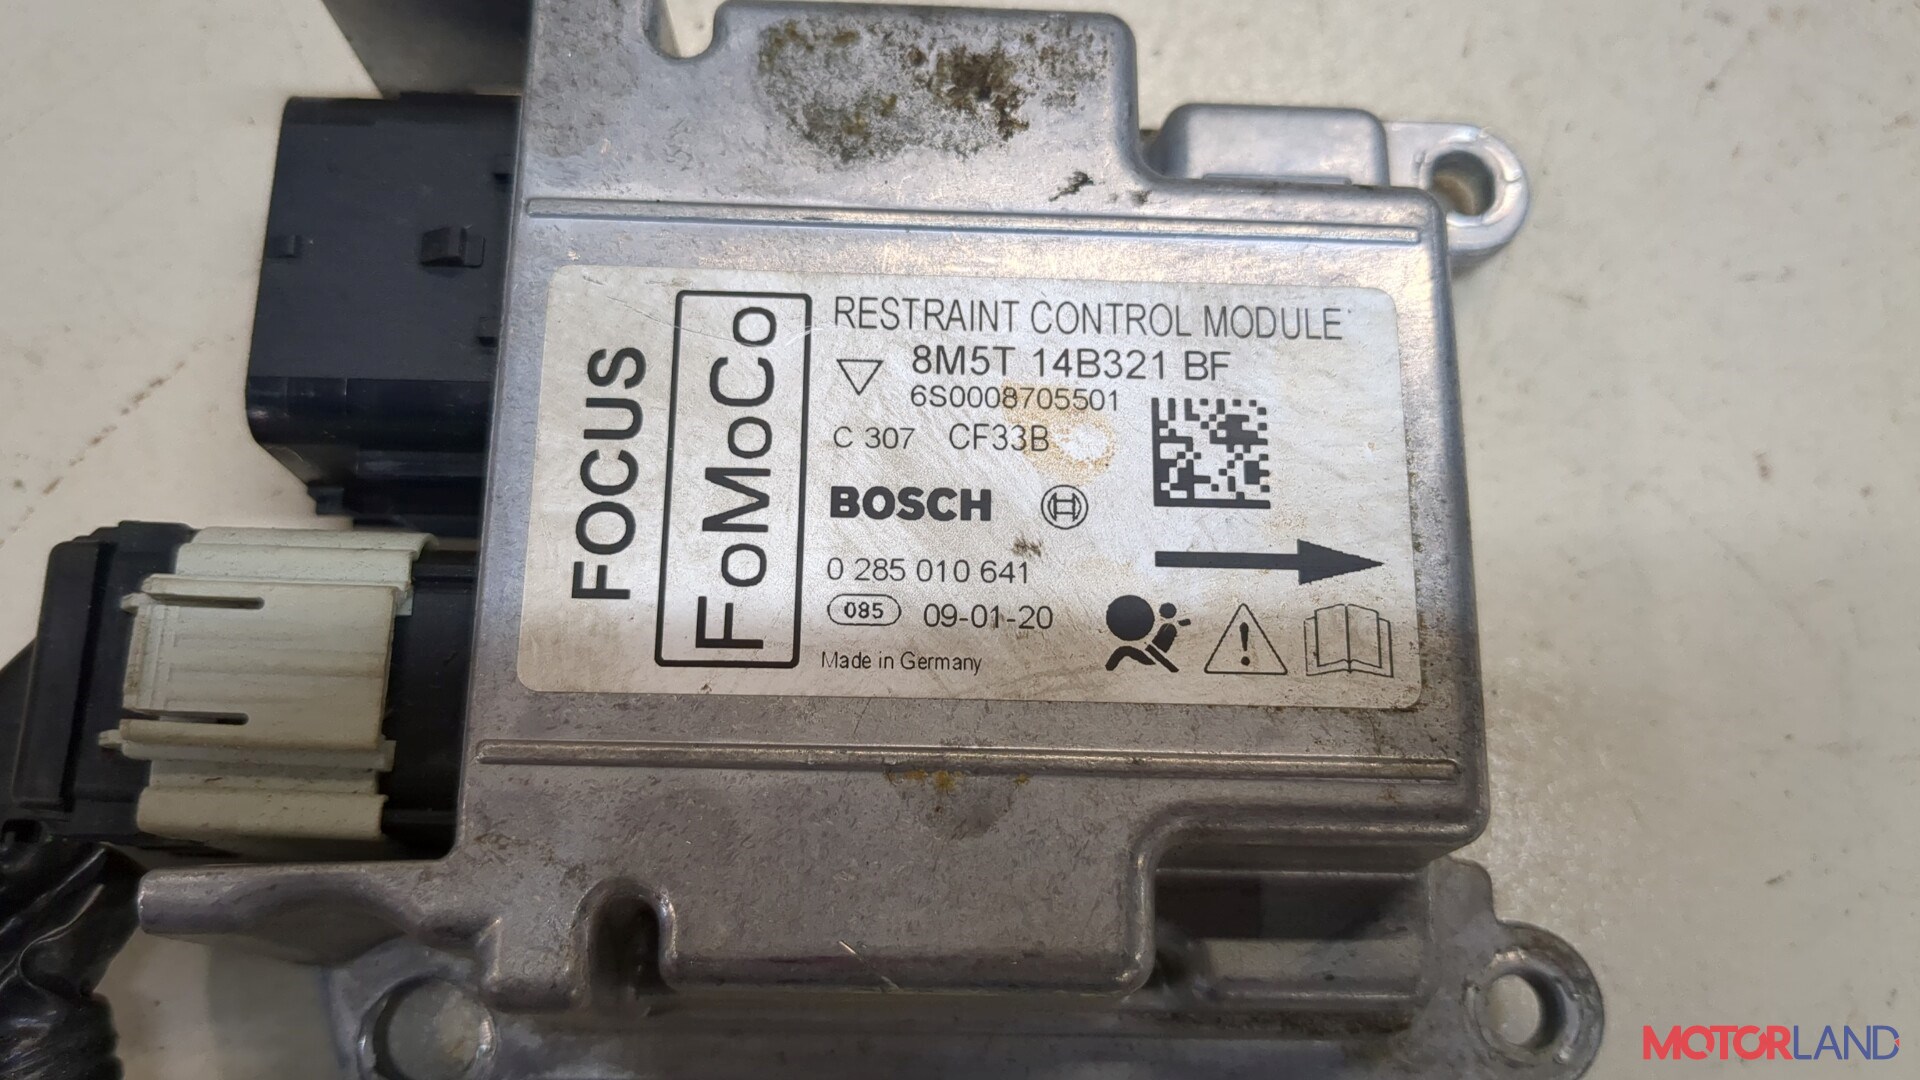 FOCUS
FoMoCo
RESTRAINT CONTROL MODULE
8M5T 14B321 BF
6S0008705501
C 307 CF33B
BOSCH
0 285 010 641
085 09-01-20
Made in Germany
MOTORLAND